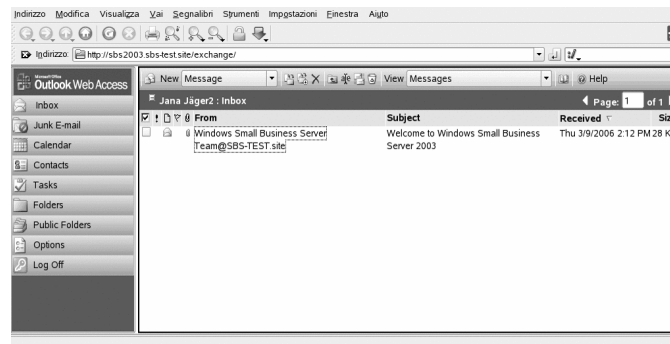 Indirizzo Modifica Visualizza Vai Segnalibri Strumenti Impostazioni Finestra Aiuto
Indirizzo: http://sbs2003.sbs-test.site/exchange/
Microsoft Office
Outlook Web Access
New Message View Messages Help
Jana Jäger2 : Inbox Page: 1 of 1
! From Subject Received Siz
Windows Small Business Server Welcome to Windows Small Business Thu 3/9/2006 2:12 PM 28 K
Team@SBS-TEST.site Server 2003
Inbox
Junk E-mail
Calendar
Contacts
Tasks
Folders
Public Folders
Options
Log Off